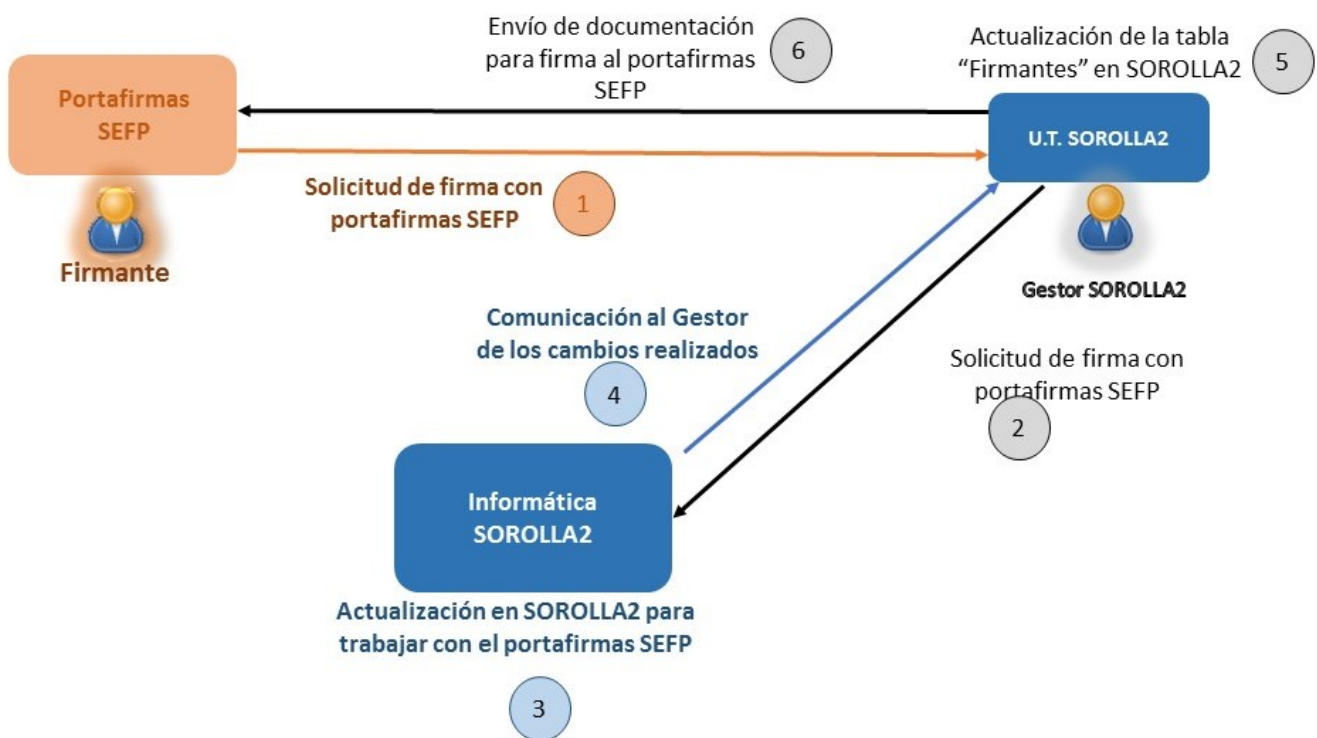 Envío de documentación
para firma al portafirmas
SEFP
6
Actualización de la tabla
“Firmantes” en SOROLLA2
5
Portafirmas
SEFP
U.T. SOROLLA2
Solicitud de firma con
portafirmas SEFP
1
Firmante
Gestor SOROLLA2
Comunicación al Gestor
de los cambios realizados
4
Solicitud de firma con
portafirmas SEFP
2
Informática
SOROLLA2
Actualización en SOROLLA2 para
trabajar con el portafirmas SEFP
3